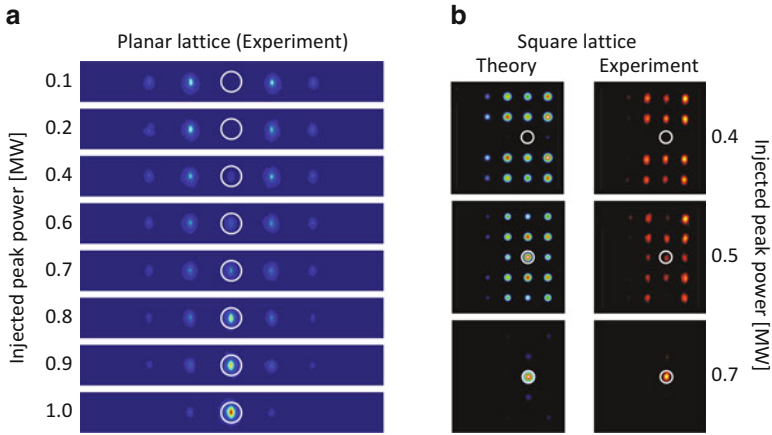 a
Planar lattice (Experiment)
Injected peak power [MW]
0.1
0.2
0.4
0.6
0.7
0.8
0.9
1.0
b
Square lattice
Theory Experiment
0.4
0.5
0.7
Injected peak power [MW]